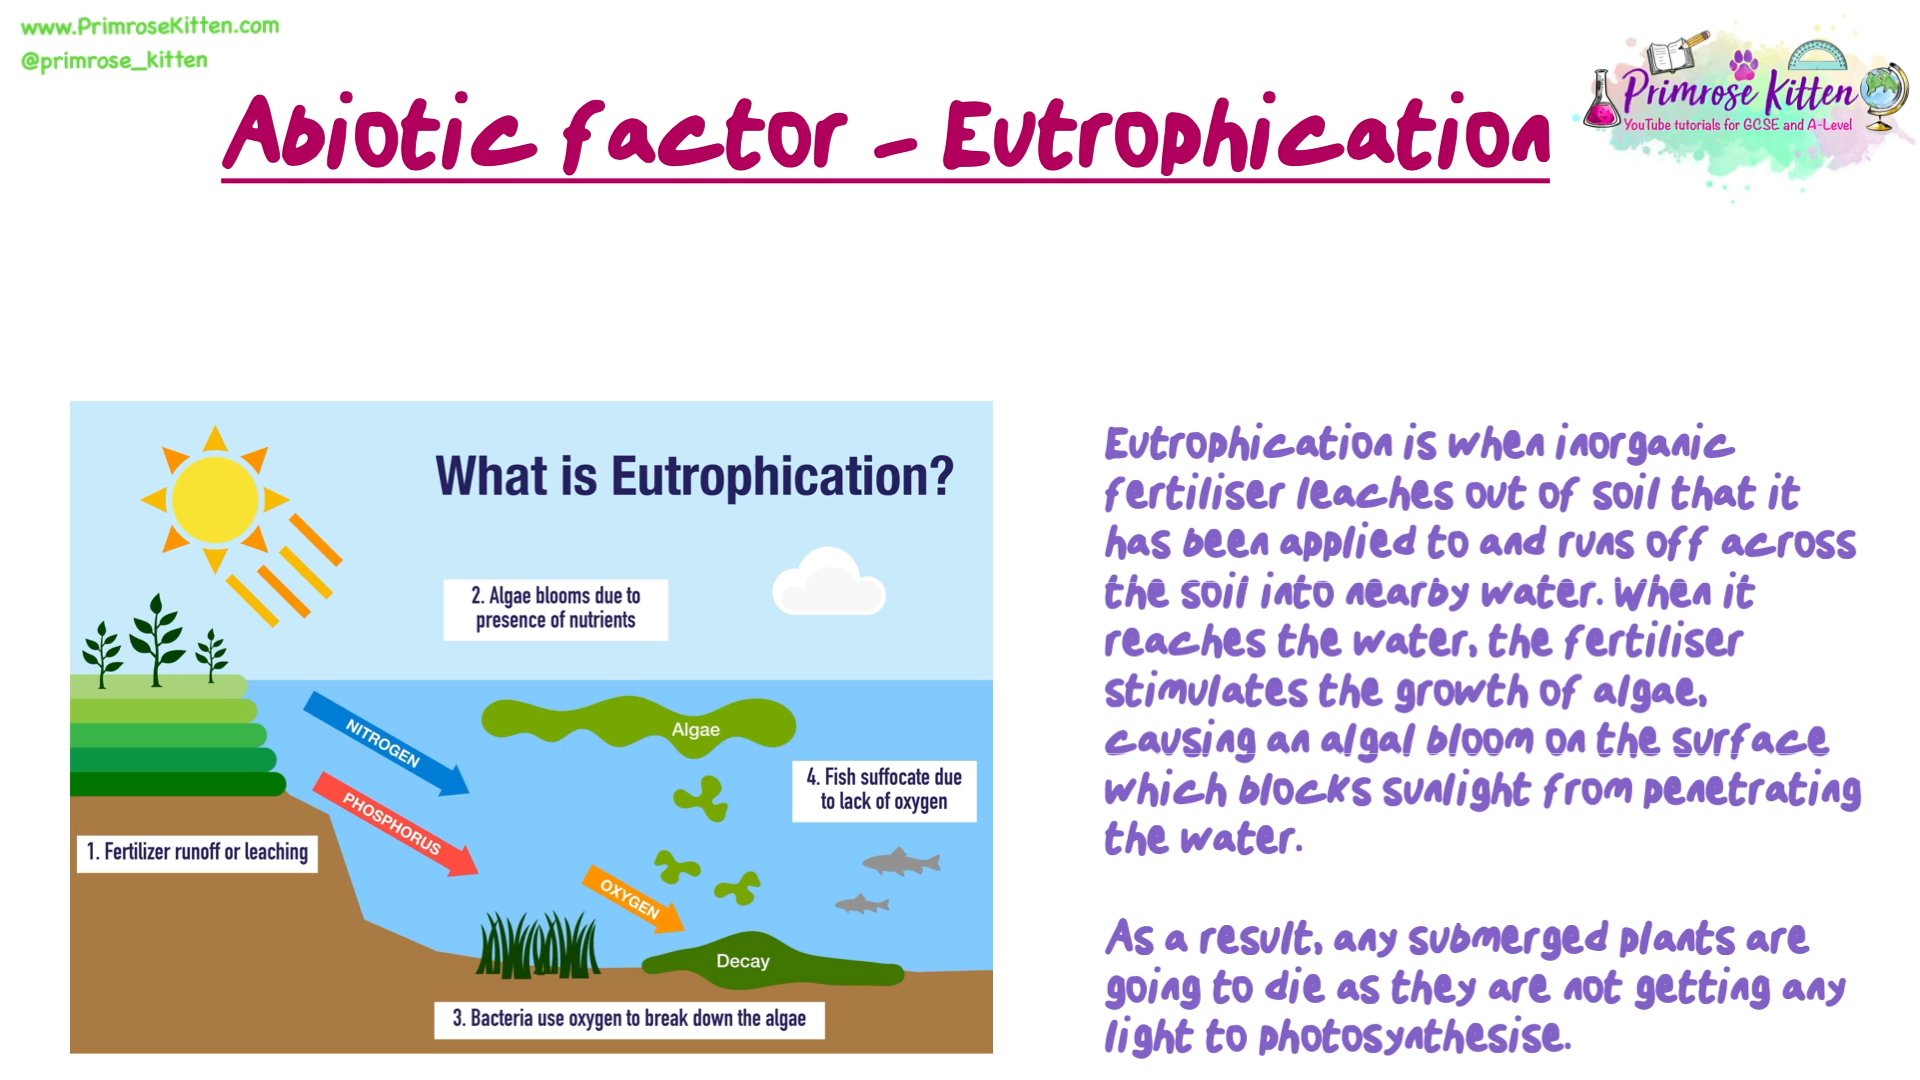 www.PrimroseKitten.com
@primrose_kitten
Primrose Kitten
YouTube tutorials for GCSE and A-Level
Abiotic factor - Eutrophication
What is Eutrophication?
2. Algae blooms due to
presence of nutrients
NITROGEN
Algae
PHOSPHORUS
4. Fish suffocate due
to lack of oxygen
1. Fertilizer runoff or leaching
OXYGEN
Decay
3. Bacteria use oxygen to break down the algae
Eutrophication is when inorganic
fertiliser leaches out of soil that it
has been applied to and runs off across
the soil into nearby water. When it
reaches the water, the fertiliser
stimulates the growth of algae,
causing an algal bloom on the surface
which blocks sunlight from penetrating
the water.
As a result, any submerged plants are
going to die as they are not getting any
light to photosynthesise.